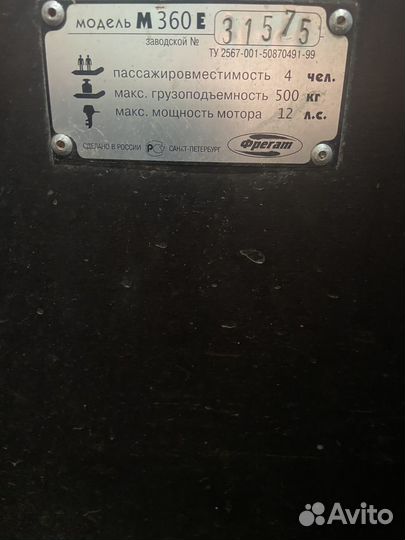 модель М 360 Е 31575
заводской №
ТУ 2567-001-50870491-99
пассажировместимость 4 чел.
макс. грузоподъемность 500 кг
макс. мощность мотора 12 л.с.
СДЕЛАНО В РОССИИ РС САНКТ-ПЕТЕРБУРГ Фрегат
Avito